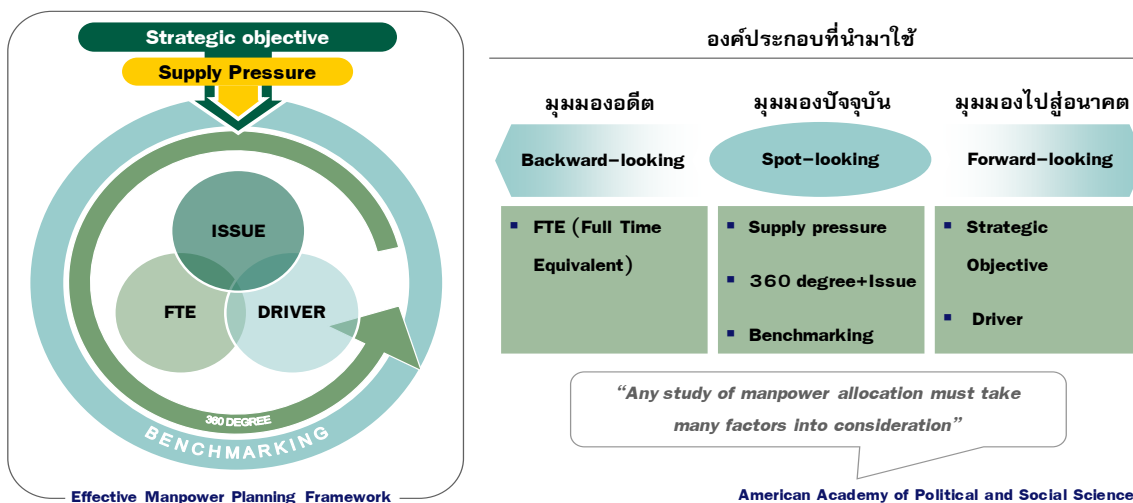 Strategic objective
Supply Pressure
ISSUE
FTE
DRIVER
360 DEGREE
BENCHMARKING
Effective Manpower Planning Framework
องค์ประกอบที่นำมาใช้
มุมมองอดีต
มุมมองปัจจุบัน
มุมมองไปสู่อนาคต
Backward-looking
Spot-looking
Forward-looking
▪ FTE (Full Time
Equivalent)
▪ Supply pressure
▪ 360 degree+Issue
▪ Benchmarking
▪ Strategic
Objective
▪ Driver
“Any study of manpower allocation must take
many factors into consideration”
American Academy of Political and Social Science